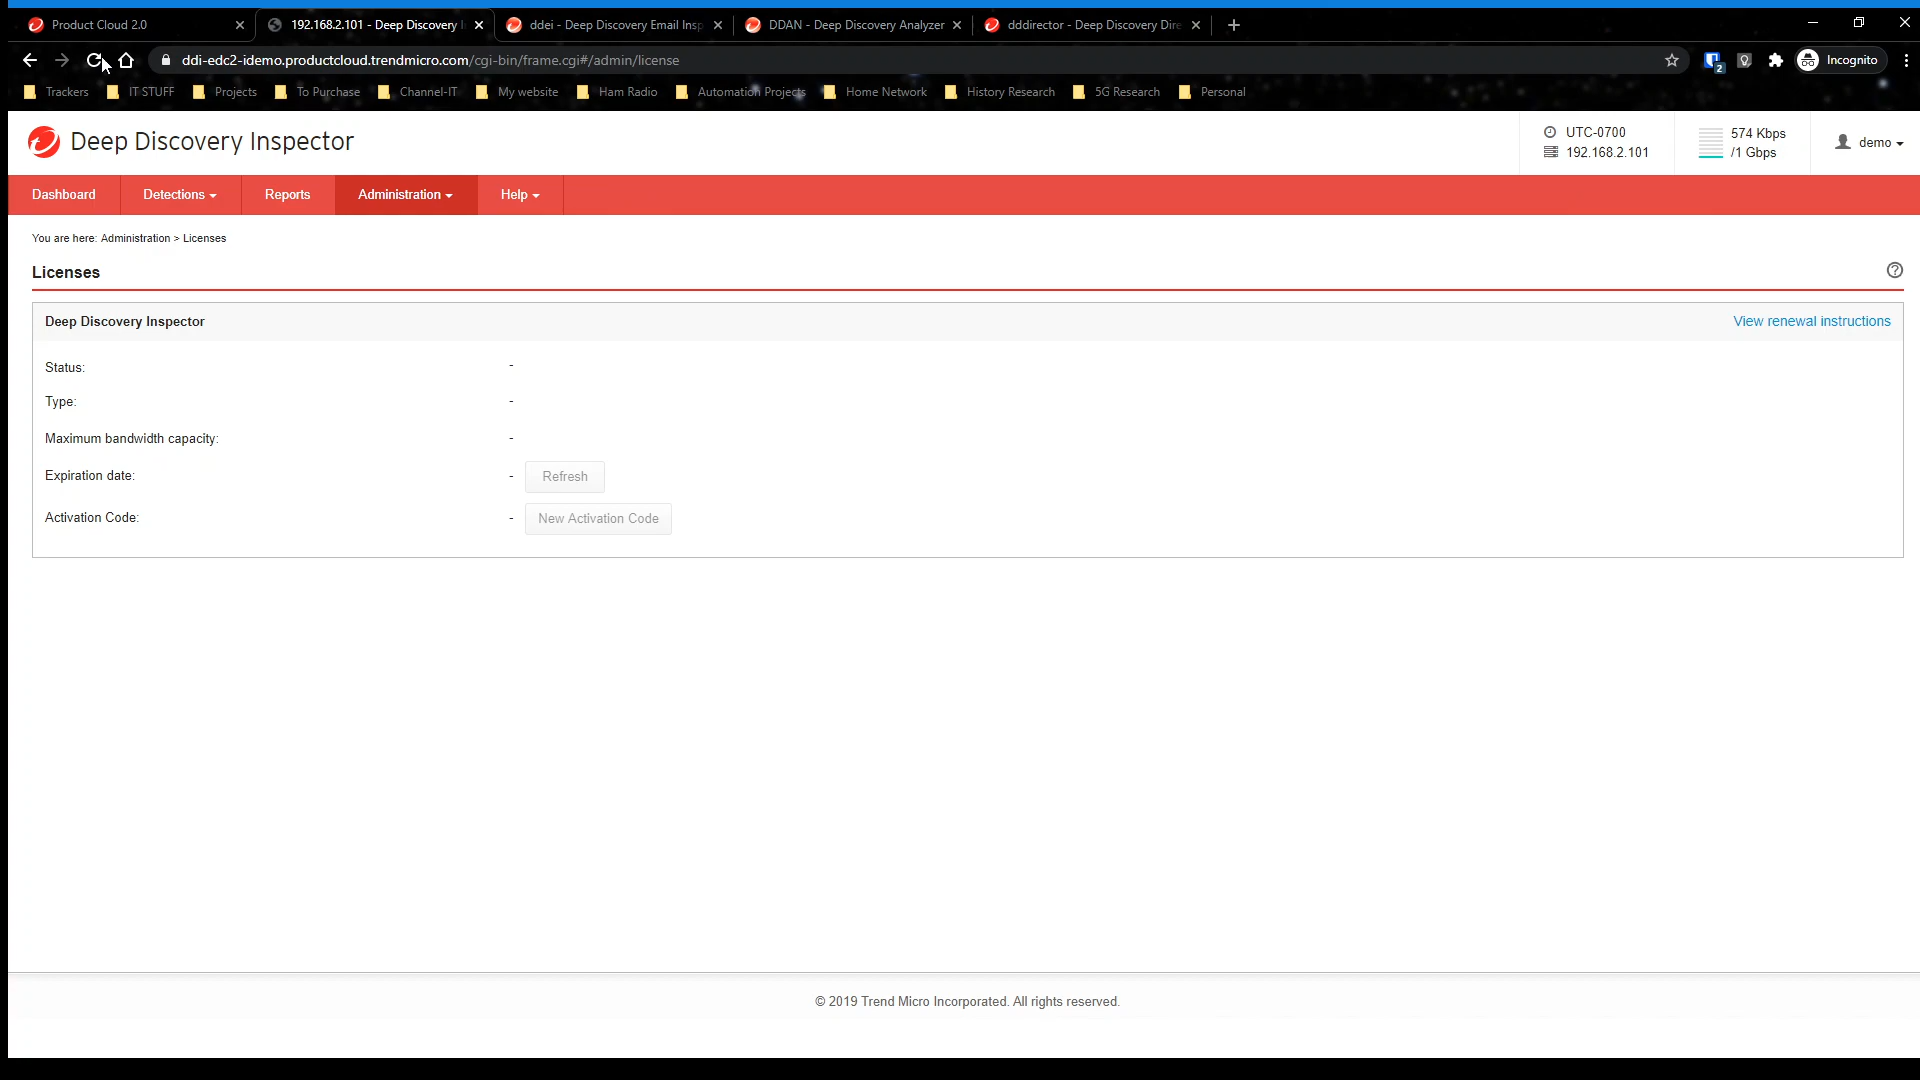 Product Cloud 2.0
192.168.2.101 - Deep Discovery I
ddei - Deep Discovery Email Insp
DDAN - Deep Discovery Analyzer
dddirector - Deep Discovery Dire
ddi-edc2-idemo.productcloud.trendmicro.com/cgi-bin/frame.cgi#/admin/license
2
Incognito
Trackers
IT STUFF
Projects
To Purchase
Channel-IT
My website
Ham Radio
Automation Projects
Home Network
History Research
5G Research
Personal
Deep Discovery Inspector
UTC-0700
192.168.2.101
574 Kbps
/1 Gbps
demo
Dashboard
Detections
Reports
Administration
Help
You are here: Administration > Licenses
Licenses
Deep Discovery Inspector
View renewal instructions
Status: -
Type: -
Maximum bandwidth capacity: -
Expiration date: - Refresh
Activation Code: - New Activation Code
© 2019 Trend Micro Incorporated. All rights reserved.